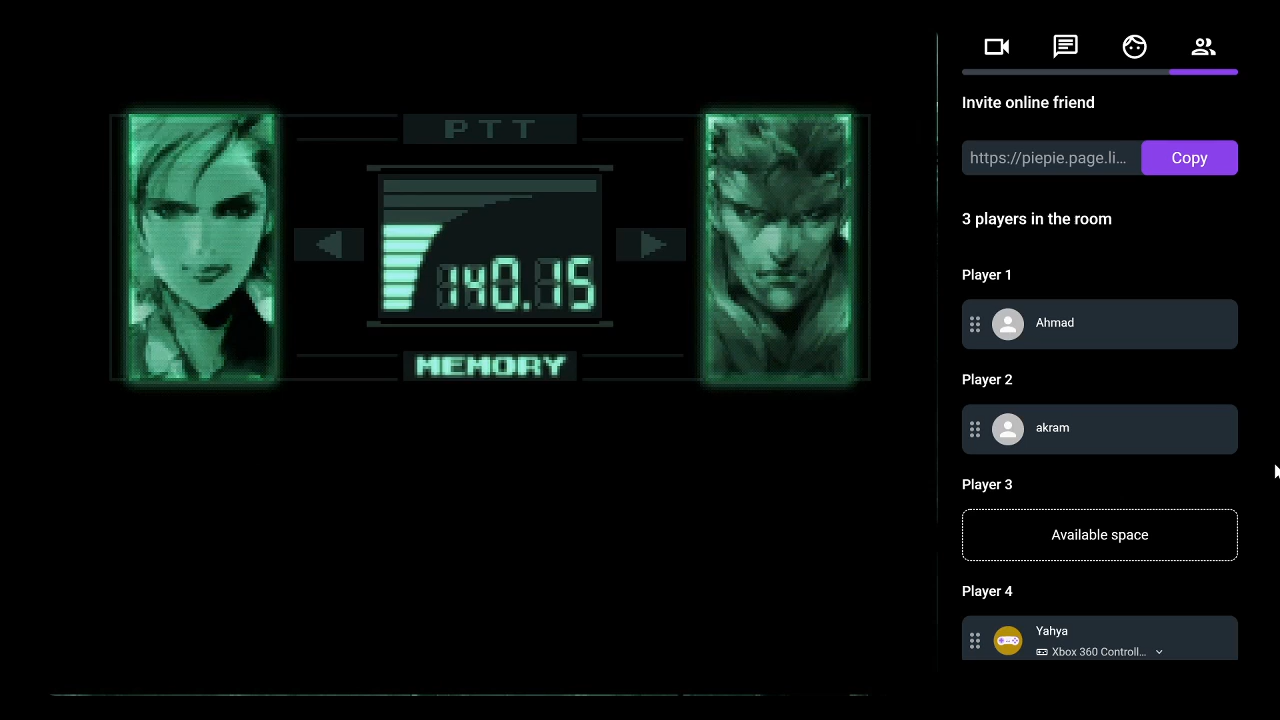 PTT
140.15
MEMORY
Invite online friend
https://piepie.page.li...
Copy
3 players in the room
Player 1
Ahmad
Player 2
akram
Player 3
Available space
Player 4
Yahya
Xbox 360 Controll...